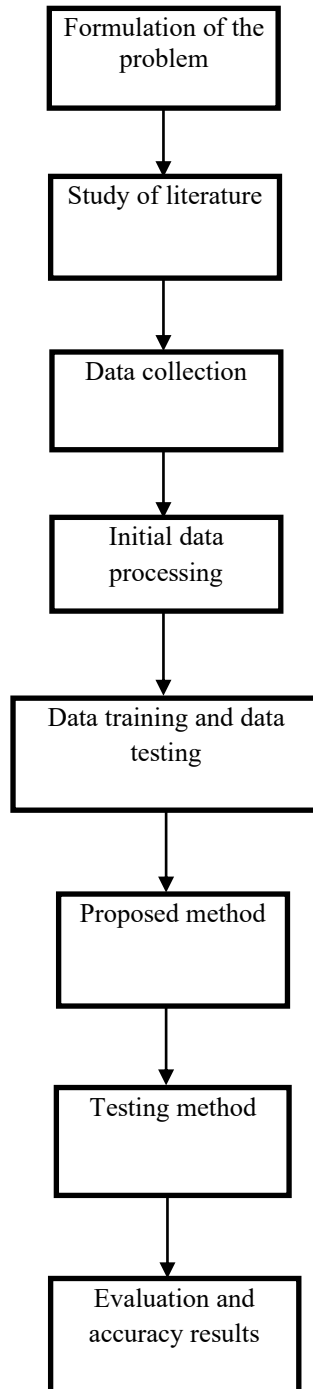 Formulation of the
problem
Study of literature
Data collection
Initial data
processing
Data training and data
testing
Proposed method
Testing method
Evaluation and
accuracy results